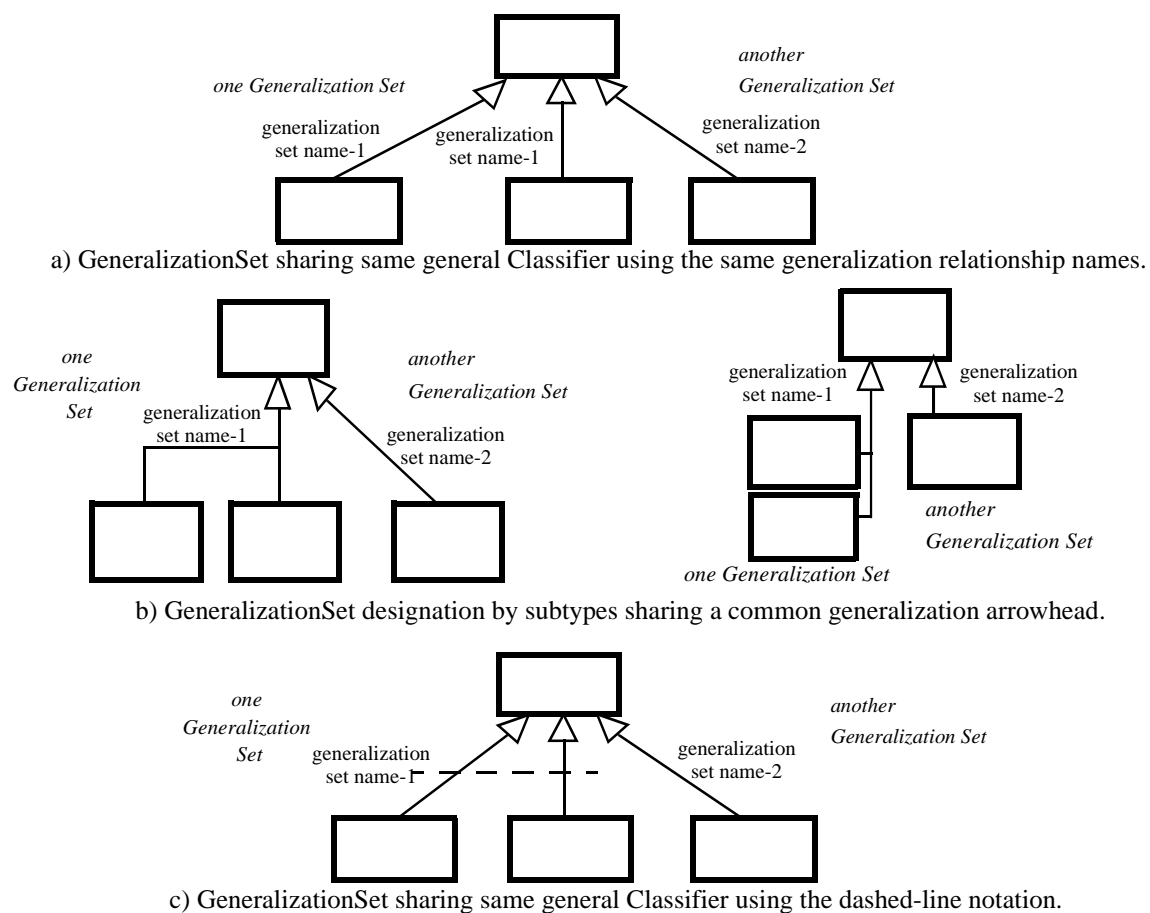 one Generalization Set
another
Generalization Set
generalization
set name-1
generalization
set name-1
generalization
set name-2
a) GeneralizationSet sharing same general Classifier using the same generalization relationship names.
one
Generalization
Set
another
Generalization Set
generalization
set name-1
generalization
set name-2
generalization
set name-1
generalization
set name-2
another
Generalization Set
one Generalization Set
b) GeneralizationSet designation by subtypes sharing a common generalization arrowhead.
one
Generalization
Set
another
Generalization Set
generalization
set name-1
generalization
set name-2
c) GeneralizationSet sharing same general Classifier using the dashed-line notation.